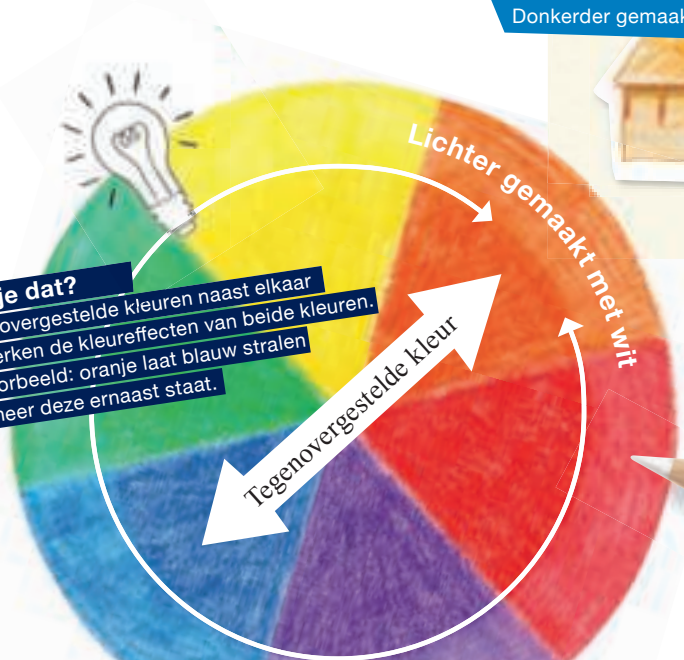 Donkerder gemaak
Lichter gemaakt met wit
je dat?
overgestelde kleuren naast elkaar
erken de kleureffecten van beide kleuren.
orbeeld: oranje laat blauw stralen
neer deze ernaast staat.
Tegenovergestelde kleur